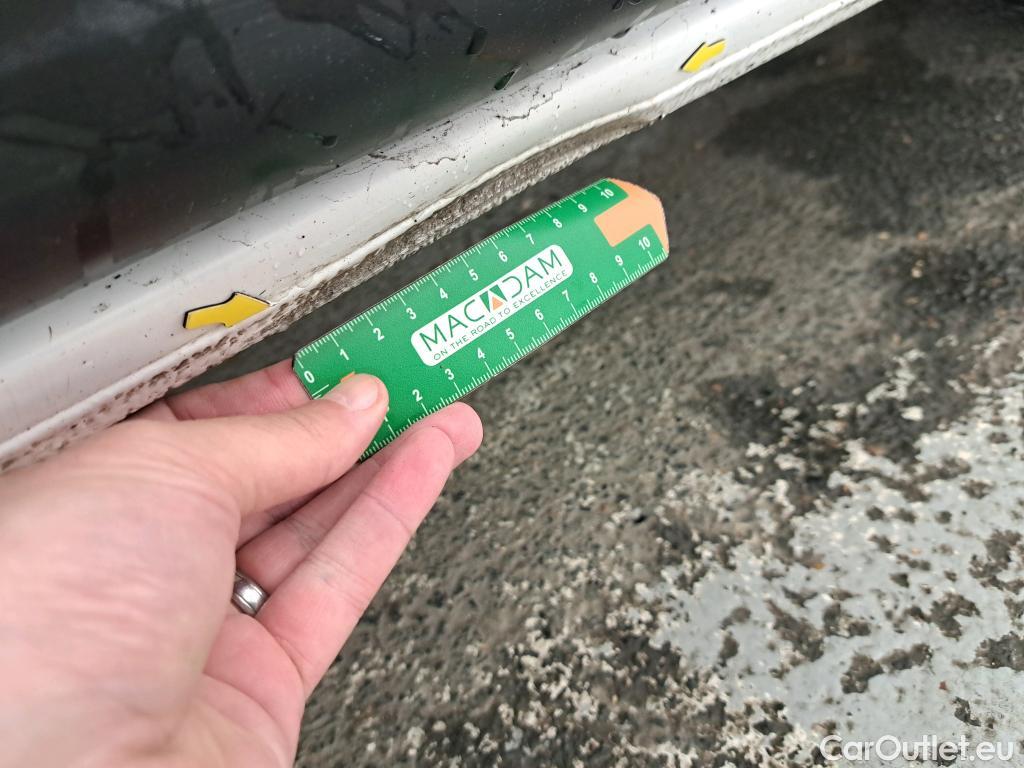 0 1 2 3 4 5 6 7 8 9 10
MACADAM
ON THE ROAD TO EXCELLENCE
1 2 3 4 5 6 7 8 9 10
CarOutlet.eu